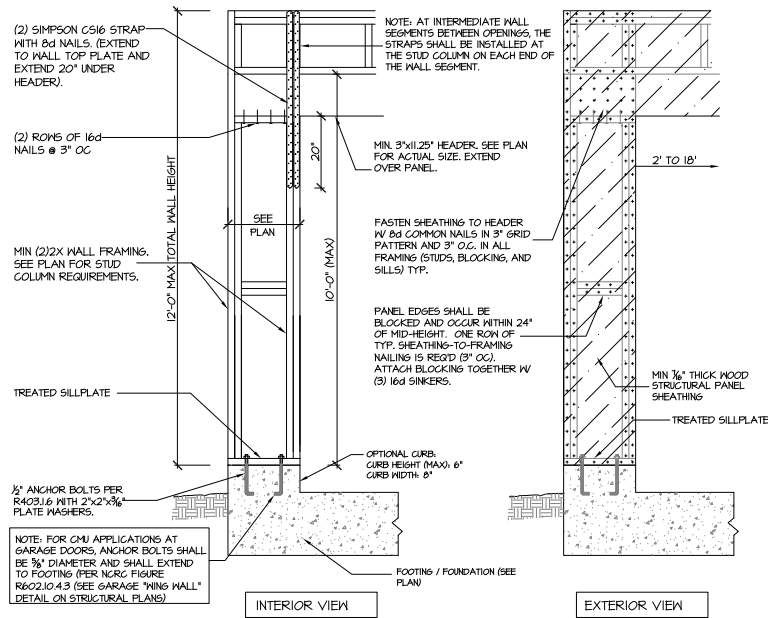 (2) SIMPSON CS16 STRAP
WITH 8d NAILS. (EXTEND
TO WALL TOP PLATE AND
EXTEND 20" UNDER
HEADER).
(2) ROWS OF 16d
NAILS @ 3" OC
MIN (2)2X WALL FRAMING.
SEE PLAN FOR STUD
COLUMN REQUIREMENTS.
TREATED SILLPLATE
½" ANCHOR BOLTS PER
R403.1.6 WITH 2"x2"x3/16"
PLATE WASHERS.
NOTE: FOR CMU APPLICATIONS AT
GARAGE DOORS, ANCHOR BOLTS SHALL
BE 5/8" DIAMETER AND SHALL EXTEND
TO FOOTING (PER NCRC FIGURE
R602.10.4.3 (SEE GARAGE "WING WALL"
DETAIL ON STRUCTURAL PLANS)
12'-0" MAX TOTAL WALL HEIGHT
SEE
PLAN
20"
10'-0" (MAX)
NOTE: AT INTERMEDIATE WALL
SEGMENTS BETWEEN OPENINGS, THE
STRAPS SHALL BE INSTALLED AT
THE STUD COLUMN ON EACH END OF
THE WALL SEGMENT.
MIN. 3"x11.25" HEADER. SEE PLAN
FOR ACTUAL SIZE. EXTEND
OVER PANEL.
FASTEN SHEATHING TO HEADER
W/ 8d COMMON NAILS IN 3" GRID
PATTERN AND 3" O.C. IN ALL
FRAMING (STUDS, BLOCKING, AND
SILLS) TYP.
PANEL EDGES SHALL BE
BLOCKED AND OCCUR WITHIN 24"
OF MID-HEIGHT. ONE ROW OF
TYP. SHEATHING-TO-FRAMING
NAILING IS REQ'D (3" OC).
ATTACH BLOCKING TOGETHER W/
(3) 16d SINKERS.
OPTIONAL CURB:
CURB HEIGHT (MAX): 6"
CURB WIDTH: 8"
FOOTING / FOUNDATION (SEE
PLAN)
INTERIOR VIEW
2' TO 18'
MIN 7/16" THICK WOOD
STRUCTURAL PANEL
SHEATHING
TREATED SILLPLATE
EXTERIOR VIEW